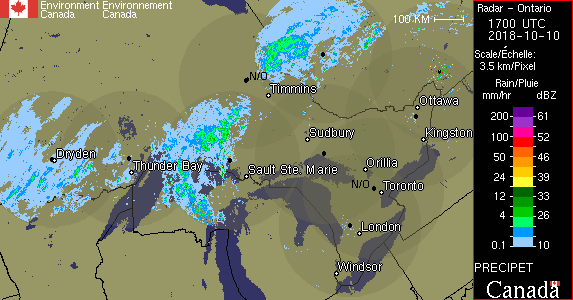 Environment Environnement
Canada Canada
100 KM
N/O
Timmins
Ottawa
Sudbury
Kingston
Dryden
Thunder Bay
Sault Ste. Marie
Orillia
N/O
Toronto
London
Windsor
Radar - Ontario
1700 UTC
2018-10-10
Scale/Échelle:
3.5 km/Pixel
Rain/Pluie
mm/hr dBZ
200 61
100 52
50 46
24 39
12 33
4 26
0.1 10
PRECIPET
Canada